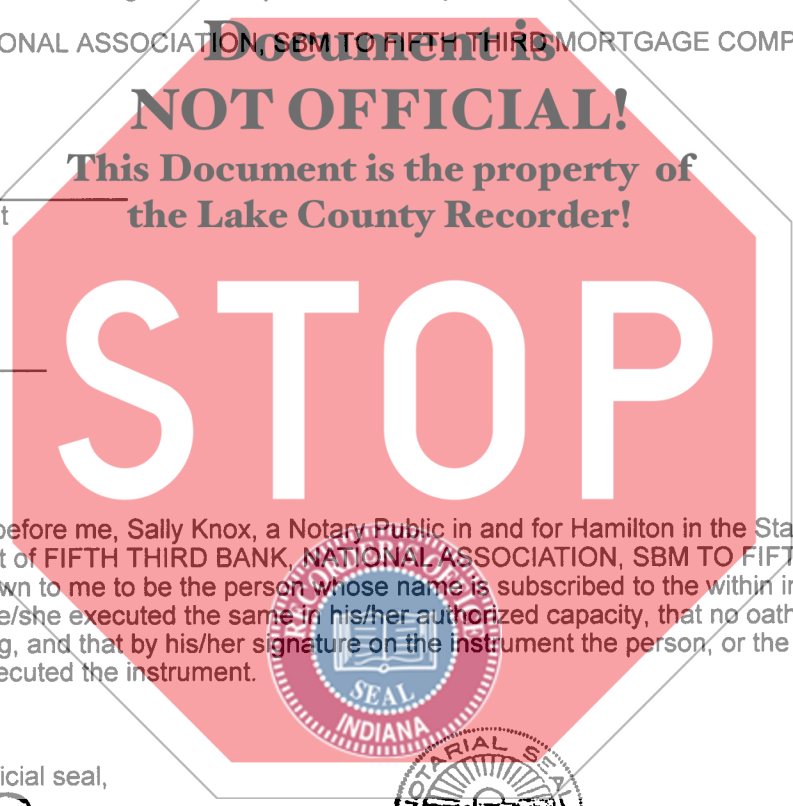 ONAL ASSOCIATION, SBM TO FIFTH THIRD MORTGAGE COMP
Document is
NOT OFFICIAL!
This Document is the property of
the Lake County Recorder!
t
STOP
before me, Sally Knox, a Notary Public in and for Hamilton in the Sta
t of FIFTH THIRD BANK, NATIONAL ASSOCIATION, SBM TO FIFT
wn to me to be the person whose name is subscribed to the within in
e/she executed the same in his/her authorized capacity, that no oath
g, and that by his/her signature on the instrument the person, or the
ecuted the instrument.
SEAL
INDIANA
icial seal,
OTARIAL SEAL